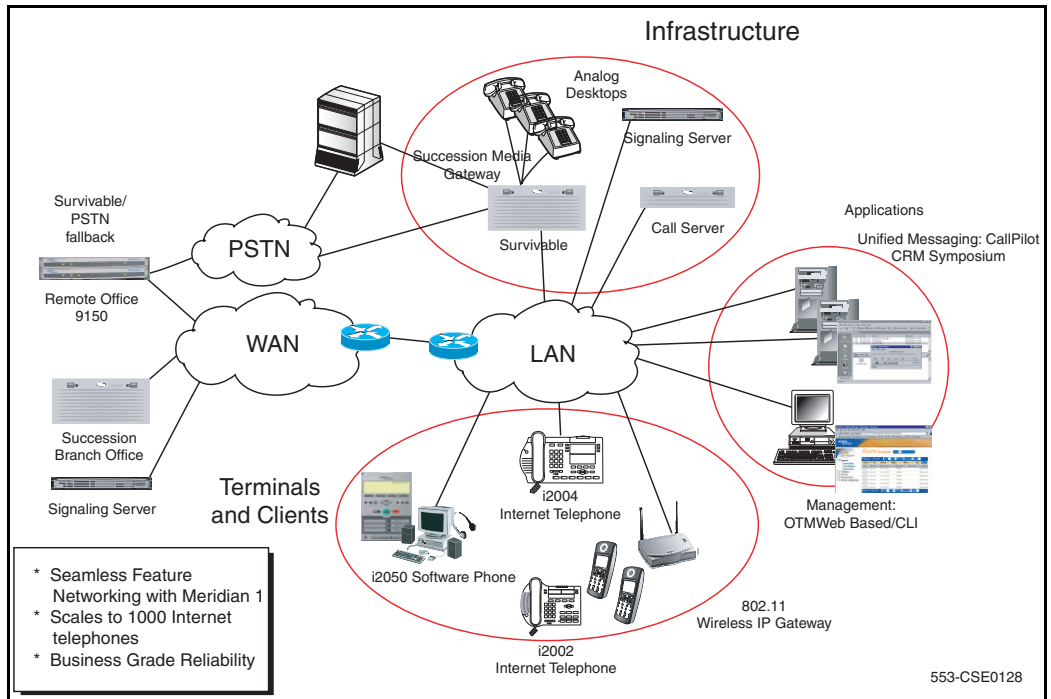 Infrastructure
Analog
Desktops
Signaling Server
Succession Media
Gateway
Survivable
Call Server
Survivable/
PSTN
fallback
PSTN
Remote Office
9150
WAN
LAN
Applications
Unified Messaging: CallPilot
CRM Symposium
Succession
Branch Office
Signaling Server
Terminals
and Clients
i2004
Internet Telephone
i2050 Software Phone
i2002
Internet Telephone
802.11
Wireless IP Gateway
Management:
OTMWeb Based/CLI
* Seamless Feature
Networking with Meridian 1
* Scales to 1000 Internet
telephones
* Business Grade Reliability
553-CSE0128